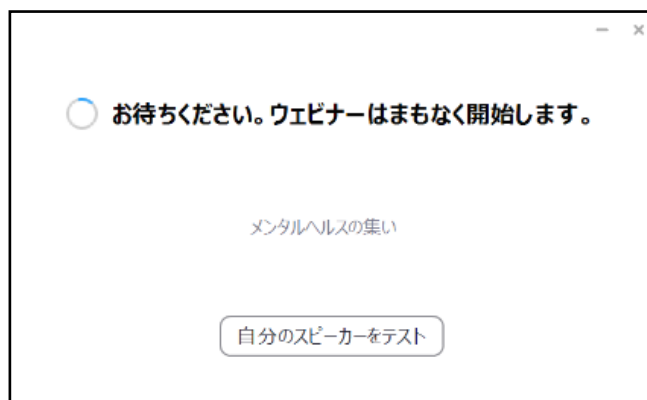 お待ちください。ウェビナーはまもなく開始します。
メンタルヘルスの集い
自分のスピーカーをテスト